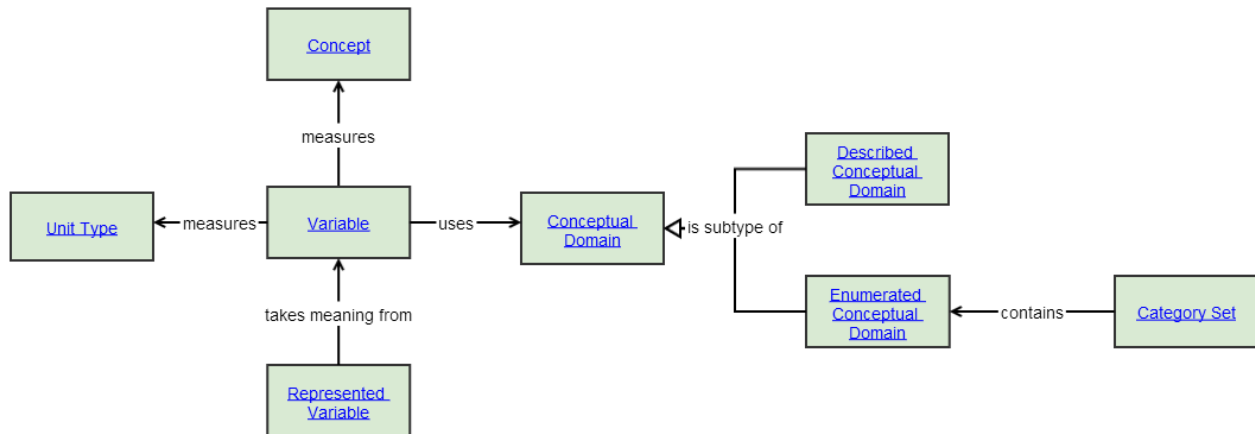 Concept
measures
Described
Conceptual
Domain
Unit Type
measures
Variable
uses
Conceptual
Domain
is subtype of
takes meaning from
Enumerated
Conceptual
Domain
contains
Category Set
Represented
Variable